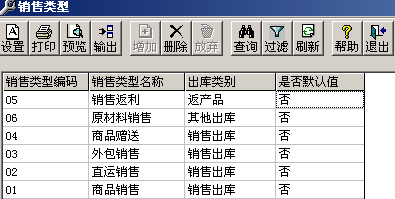 销售类型
设置 打印 预览 输出 增加 删除 放弃 查询 过滤 刷新 帮助 退出
销售类型编码 销售类型名称 出库类别 是否默认值
05 销售返利 返产品 否
06 原材料销售 其他出库 否
04 商品赠送 销售出库 否
03 外包销售 销售出库 否
02 直运销售 销售出库 否
01 商品销售 销售出库 否